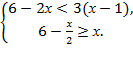 6 − 2x < 3(x − 1),
6 − x/2 ≥ x.